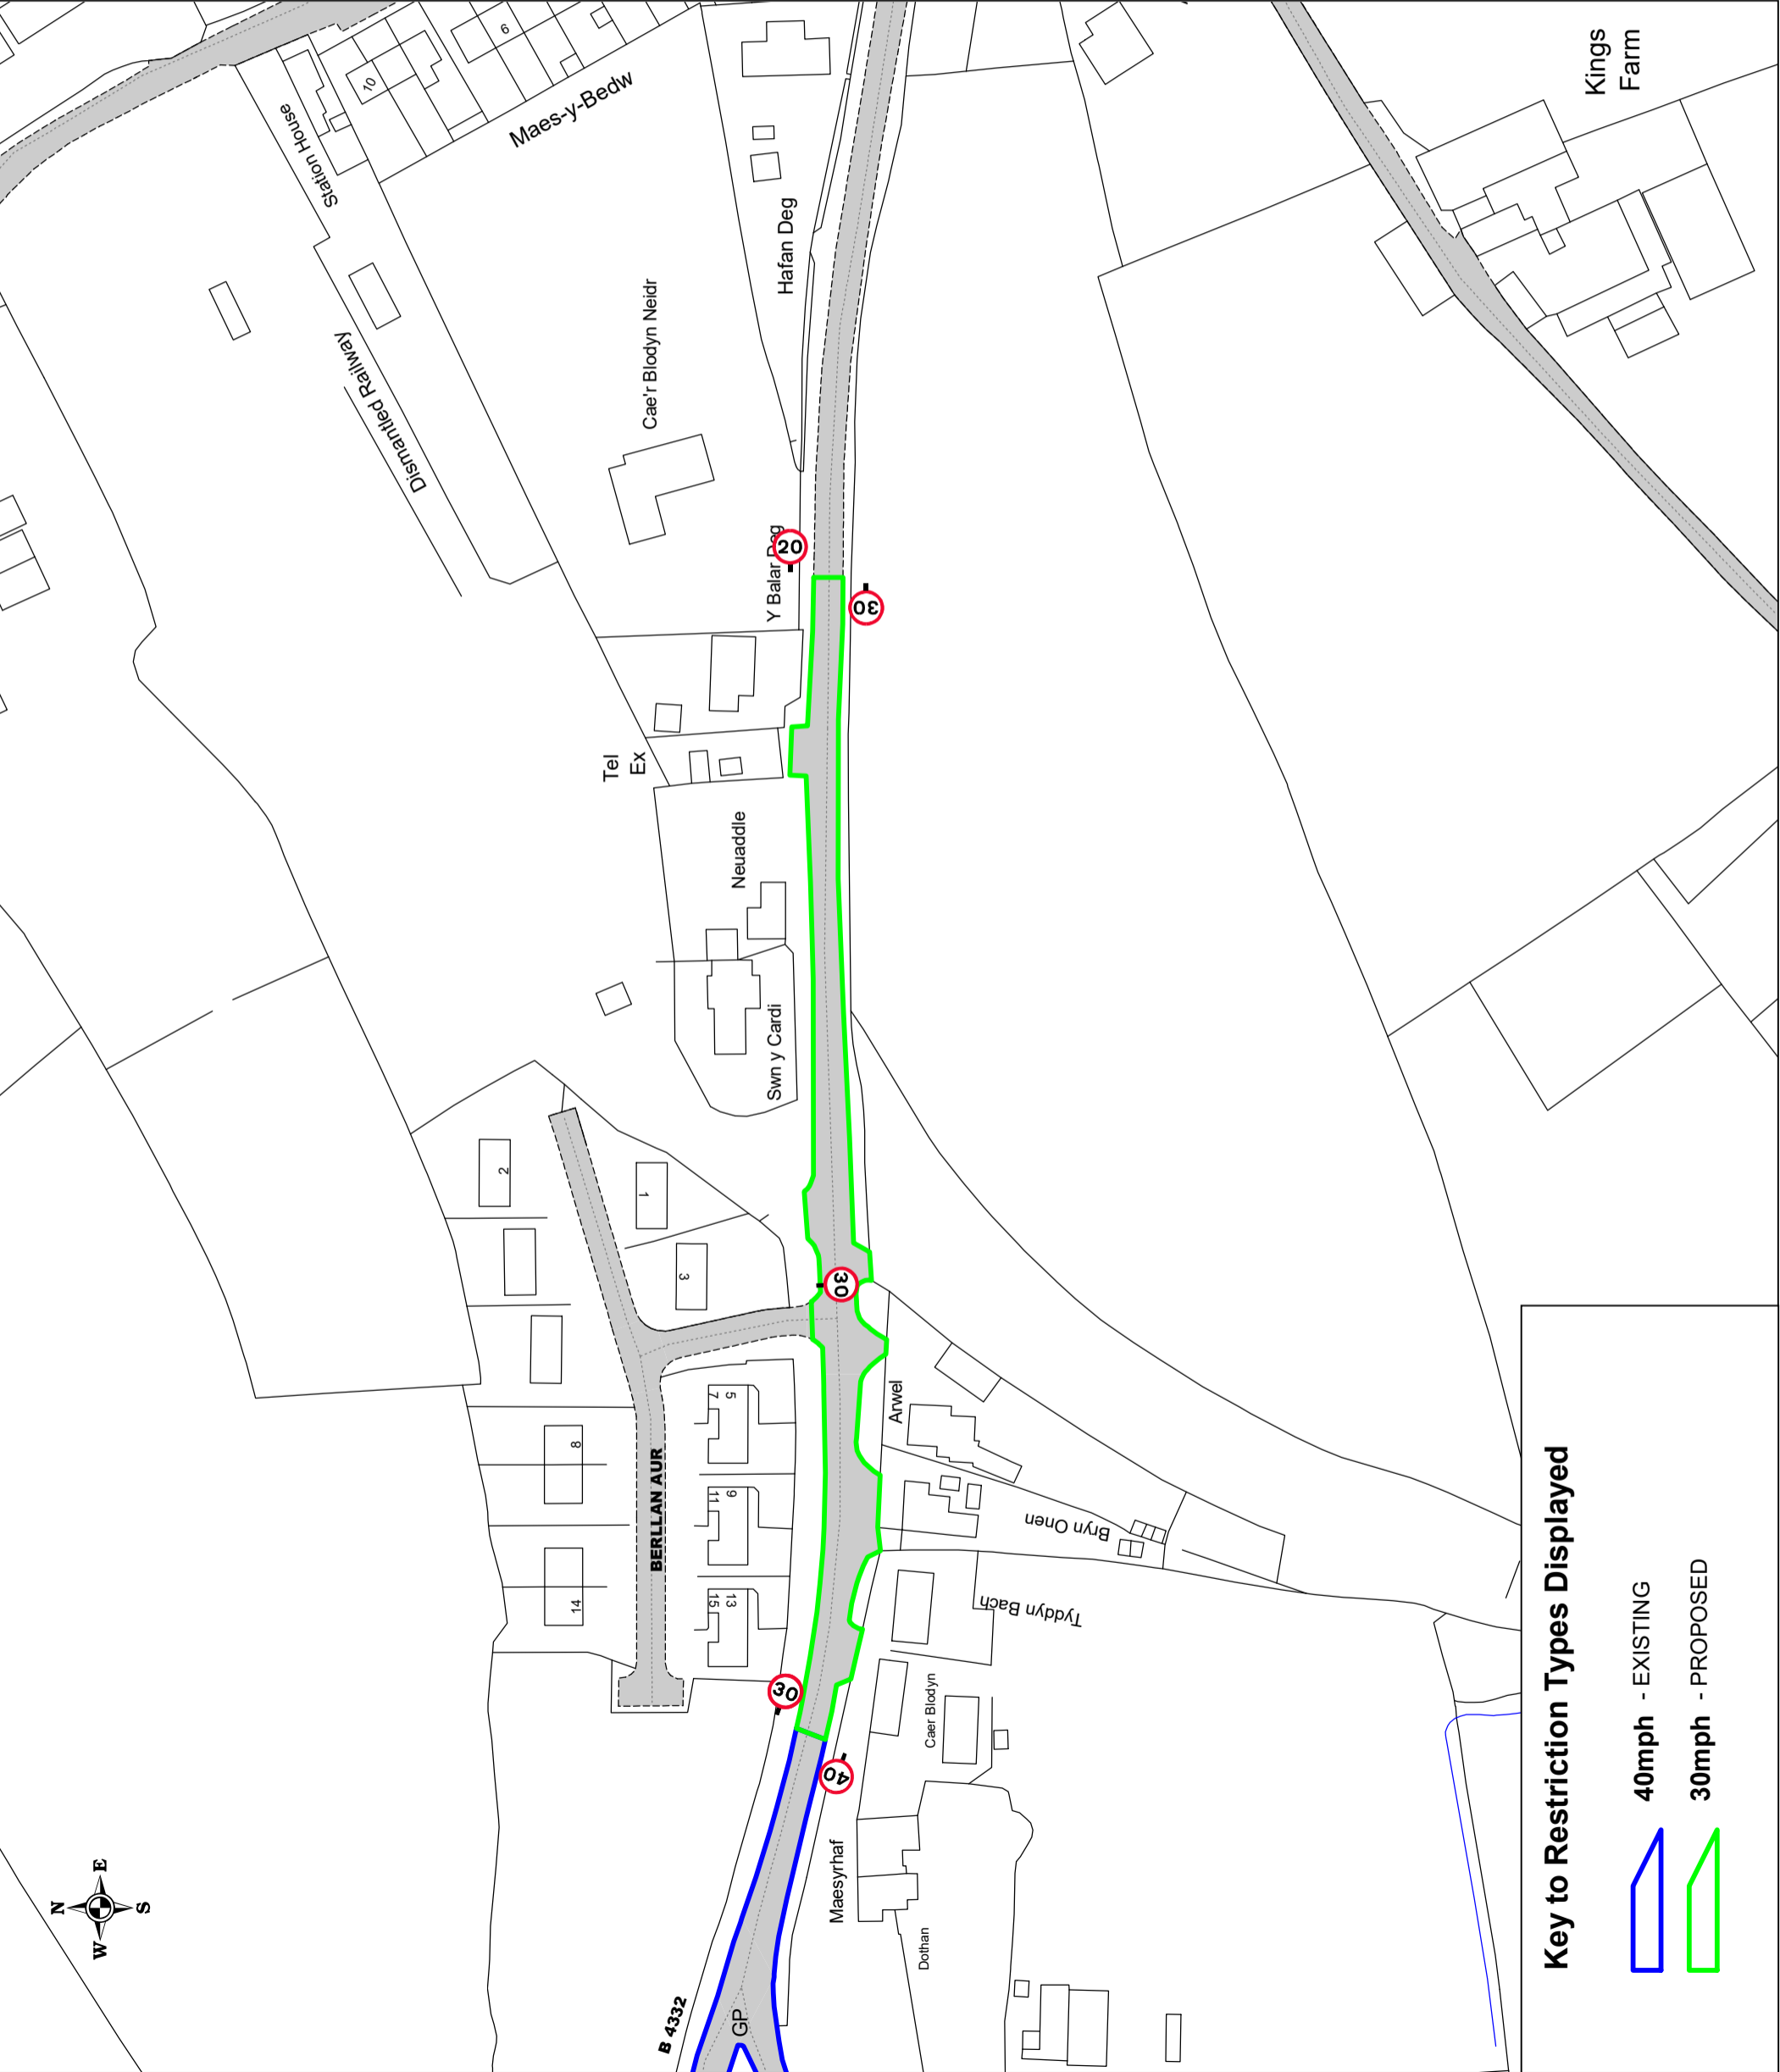 Kings
Farm
6
10
Station House
Maes-y-Bedw
Hafan Deg
Cae'r Blodyn Neidr
Dismantled Railway
20
Y Balar Deg
30
Tel
Ex
Neuaddle
Swn y Cardi
2
1
3
30
Arwel
5
7
8
BERLLAN AUR
9
11
Bryn Onen
14
13
15
Tyddyn Bach
30
Caer Blodyn
40
Maesyrhaf
Dothan
B 4332
GP
N
E
S
W
Key to Restriction Types Displayed
40mph - EXISTING
30mph - PROPOSED